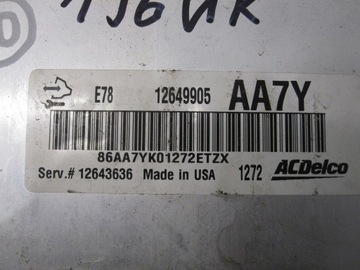 E78 12649905 AA7Y
86AA7YK01272ETZX
Serv.# 12643636 Made in USA 1272 ACDelco